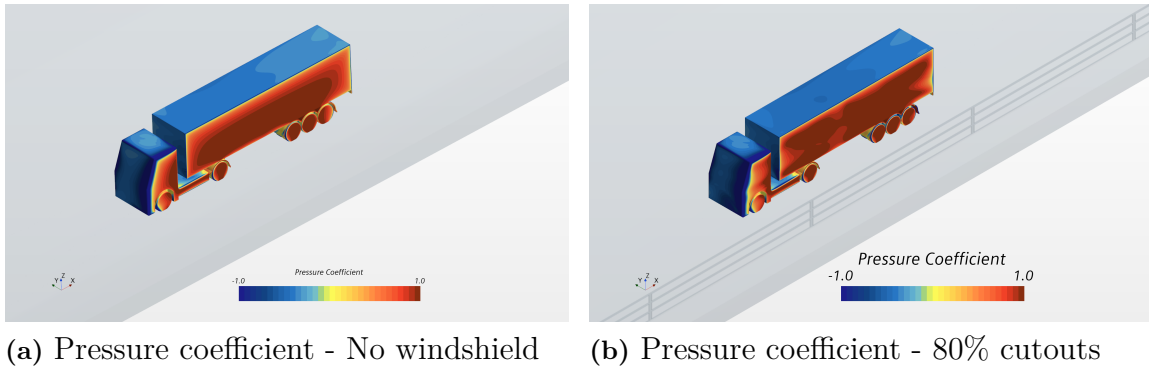 Pressure Coefficient
-1.0 1.0
Z
Y X
Pressure Coefficient
-1.0 1.0
Z
Y X
(a) Pressure coefficient - No windshield
(b) Pressure coefficient - 80% cutouts